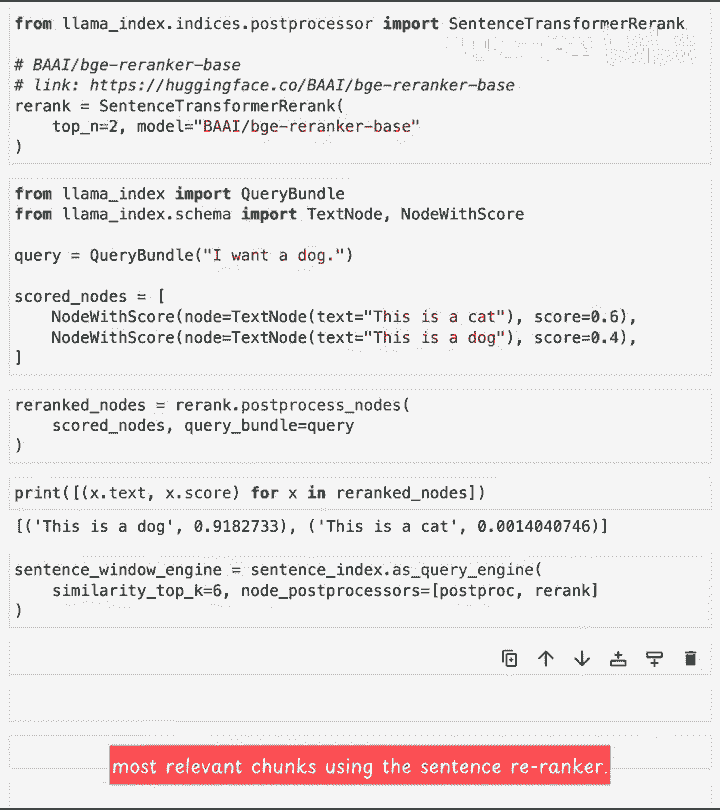 from llama_index.indices.postprocessor import SentenceTransformerRerank
# BAAI/bge-reranker-base
# link: https://huggingface.co/BAAI/bge-reranker-base
rerank = SentenceTransformerRerank(
    top_n=2, model="BAAI/bge-reranker-base"
)
from llama_index import QueryBundle
from llama_index.schema import TextNode, NodeWithScore
query = QueryBundle("I want a dog.")
scored_nodes = [
    NodeWithScore(node=TextNode(text="This is a cat"), score=0.6),
    NodeWithScore(node=TextNode(text="This is a dog"), score=0.4),
]
reranked_nodes = rerank.postprocess_nodes(
    scored_nodes, query_bundle=query
)
print([(x.text, x.score) for x in reranked_nodes])
[('This is a dog', 0.9182733), ('This is a cat', 0.0014040746)]
sentence_window_engine = sentence_index.as_query_engine(
    similarity_top_k=6, node_postprocessors=[postproc, rerank]
)
most relevant chunks using the sentence re-ranker.